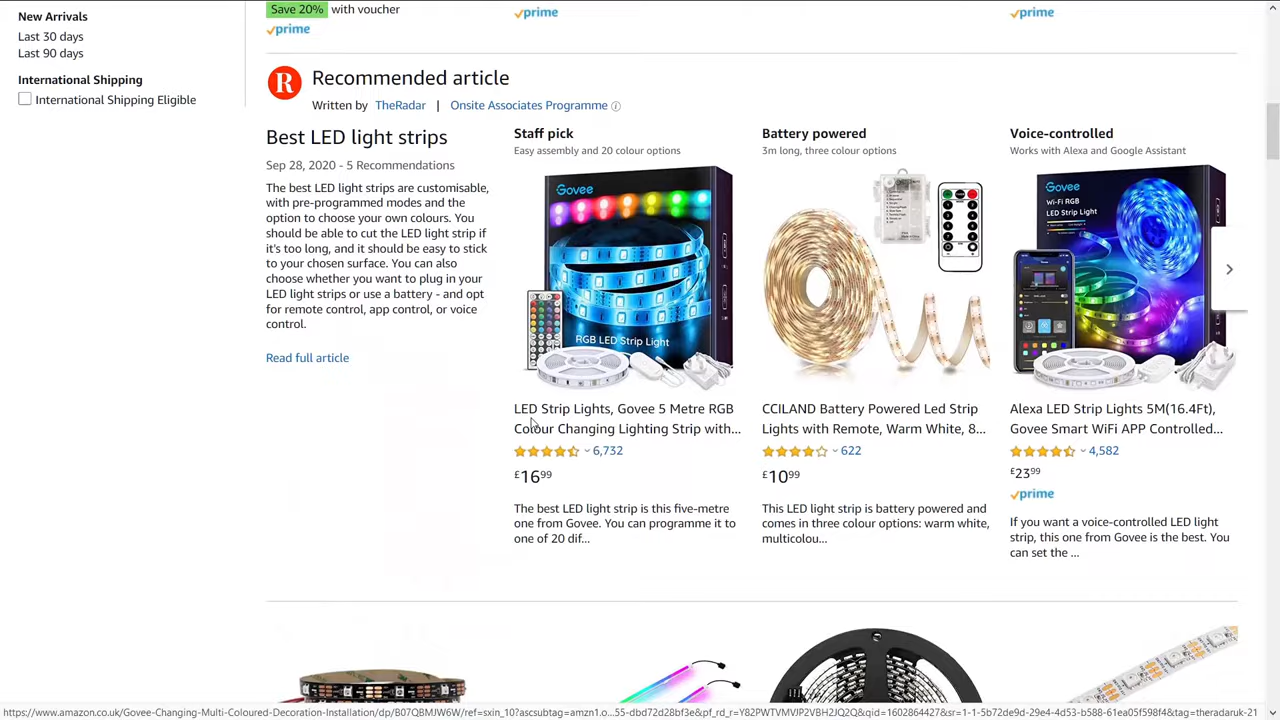 New Arrivals
Last 30 days
Last 90 days
International Shipping
International Shipping Eligible
Save 20% with voucher
prime
prime
prime
R
Recommended article
Written by TheRadar | Onsite Associates Programme
Best LED light strips
Sep 28, 2020 - 5 Recommendations
The best LED light strips are customisable,
with pre-programmed modes and the
option to choose your own colours. You
should be able to cut the LED light strip if
it's too long, and it should be easy to stick
to your chosen surface. You can also
choose whether you want to plug in your
LED light strips or use a battery - and opt
for remote control, app control, or voice
control.
Read full article
Staff pick
Easy assembly and 20 colour options
Govee
RGB LED Strip Light
LED Strip Lights, Govee 5 Metre RGB
Colour Changing Lighting Strip with...
6,732
£16 99
The best LED light strip is this five-metre
one from Govee. You can programme it to
one of 20 dif...
Battery powered
3m long, three colour options
CCILAND Battery Powered Led Strip
Lights with Remote, Warm White, 8...
622
£10 99
This LED light strip is battery powered and
comes in three colour options: warm white,
multicolou...
Voice-controlled
Works with Alexa and Google Assistant
Govee
Wi-Fi RGB
LED Strip Light
Alexa LED Strip Lights 5M(16.4Ft),
Govee Smart WiFi APP Controlled...
4,582
£23 99
prime
If you want a voice-controlled LED light
strip, this one from Govee is the best. You
can set the ...
https://www.amazon.co.uk/Govee-Changing-Multi-Coloured-Decoration-Installation/dp/B07QBMJW6W/ref=sxin_10?ascsubtag=amzn1.o...55-dbd72d28bf3e&pf_rd_r=Y82PWTVMVJP2VBH2JQ2Q&qid=1602864427&sr=1-1-5b72de9d-29e4-4d53-b588-61ea05f598f4&tag=theradaruk-21